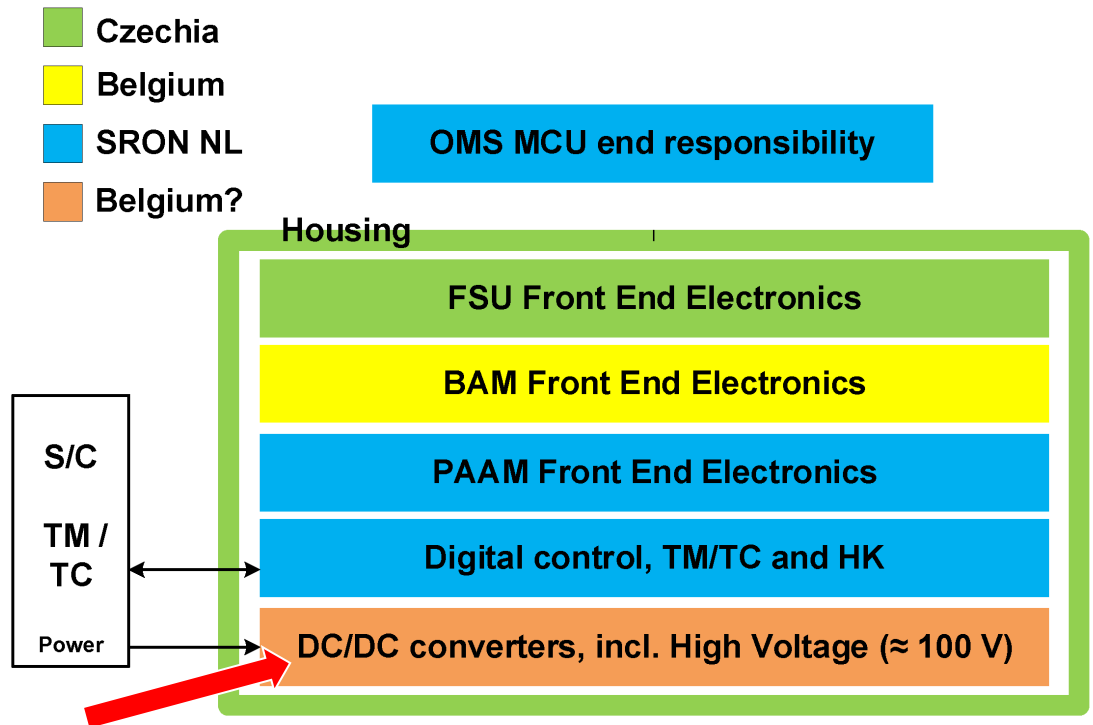 Czechia
Belgium
SRON NL
Belgium?
OMS MCU end responsibility
Housing
FSU Front End Electronics
BAM Front End Electronics
PAAM Front End Electronics
Digital control, TM/TC and HK
DC/DC converters, incl. High Voltage (≈ 100 V)
S/C
TM /
TC
Power